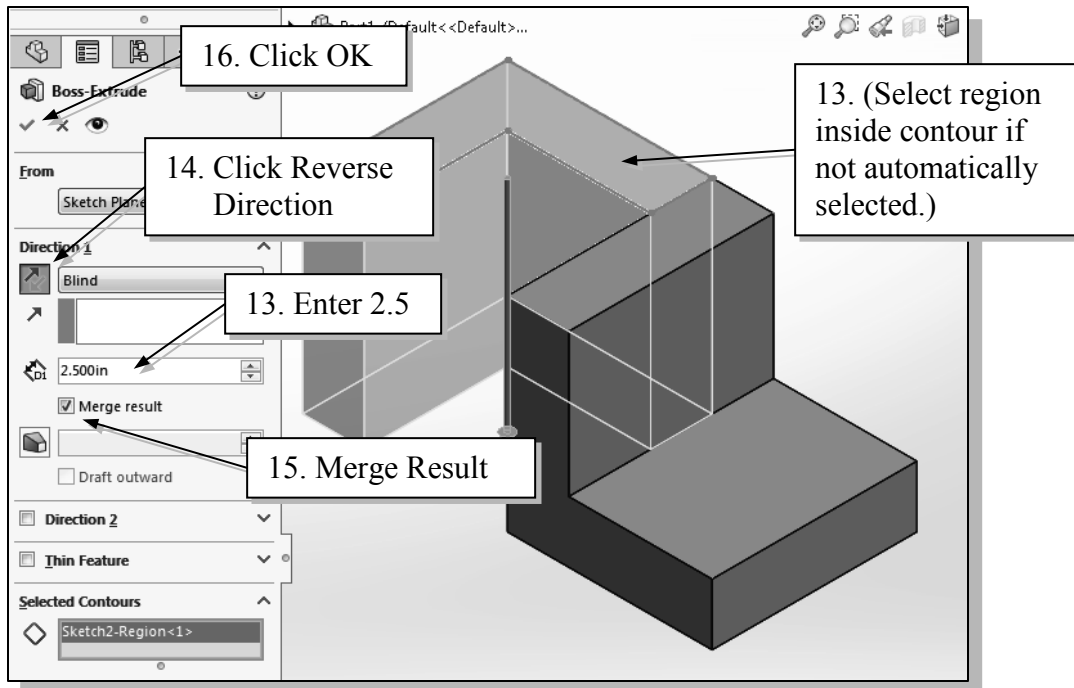 Part1 (Default<<Default>...
16. Click OK
Boss-Extrude
13. (Select region
inside contour if
not automatically
selected.)
From
Sketch Plane
14. Click Reverse
Direction
Direction 1
Blind
13. Enter 2.5
D1
2.500in
Merge result
15. Merge Result
Draft outward
Direction 2
Thin Feature
Selected Contours
Sketch2-Region<1>